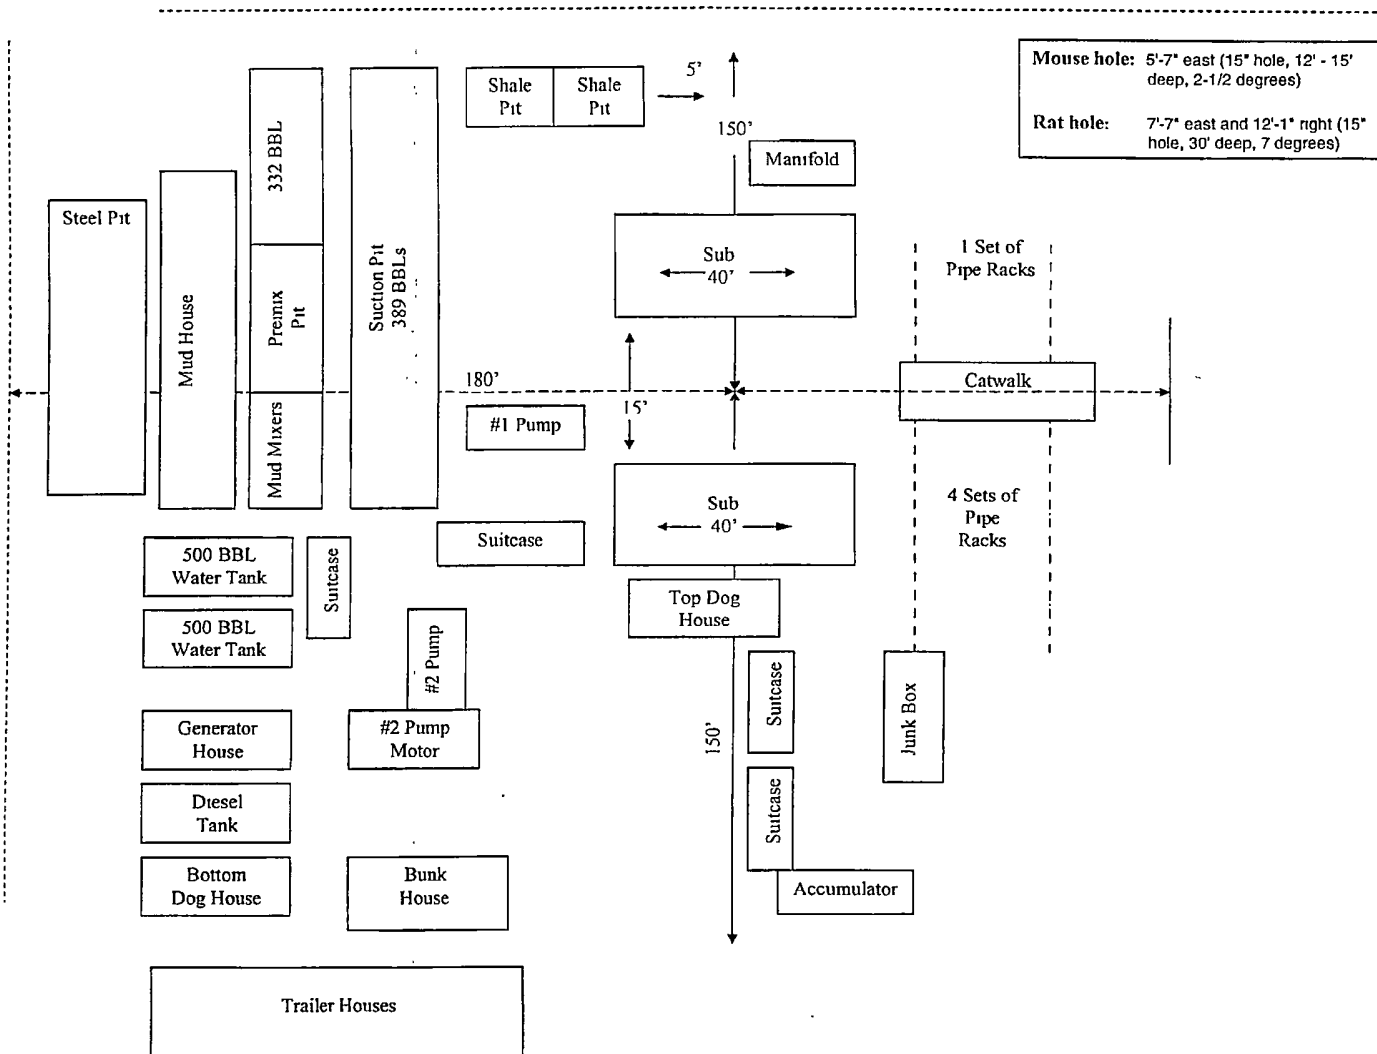 Mouse hole: 5'-7" east (15" hole, 12' - 15'
deep, 2-1/2 degrees)
Rat hole: 7'-7" east and 12'-1" right (15"
hole, 30' deep, 7 degrees)
Shale
Pit
Shale
Pit
5'
150'
Manifold
332 BBL
Steel Pit
Mud House
Premix
Pit
Mud Mixers
Suction Pit
389 BBLs
Sub
40'
1 Set of
Pipe Racks
180'
15'
Catwalk
#1 Pump
Sub
40'
4 Sets of
Pipe
Racks
Suitcase
500 BBL
Water Tank
Suitcase
500 BBL
Water Tank
Top Dog
House
#2 Pump
Suitcase
Junk Box
150'
Generator
House
#2 Pump
Motor
Diesel
Tank
Suitcase
Bottom
Dog House
Bunk
House
Accumulator
Trailer Houses